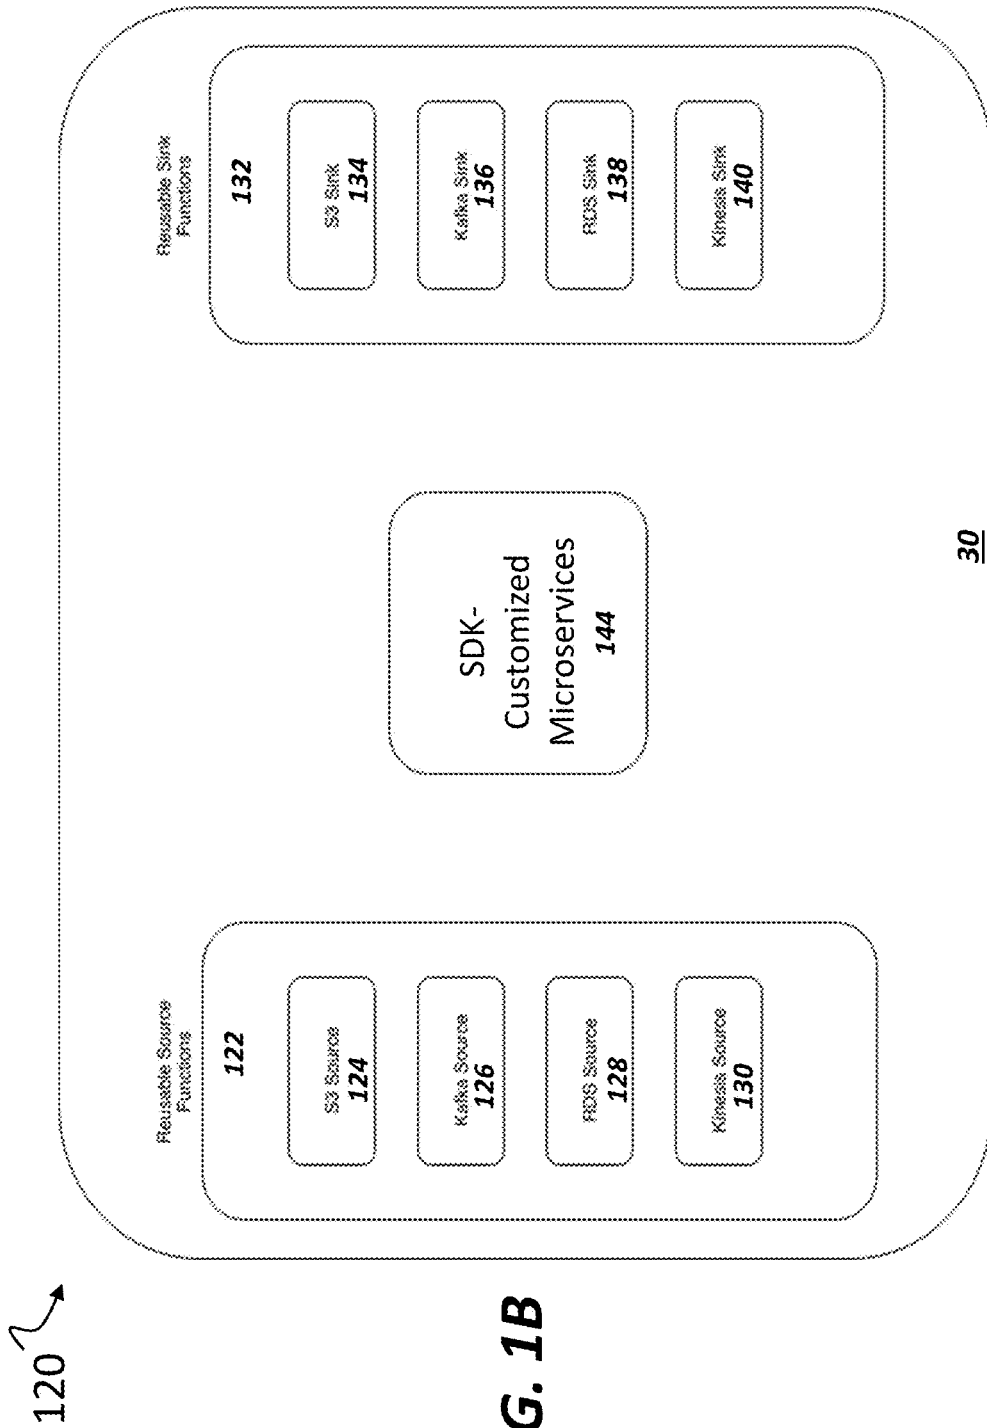 120
Reusable Source
Functions
122
S3 Source
124
Kafka Source
126
RDS Source
128
Kinesis Source
130
SDK-
Customized
Microservices
144
Reusable Sink
Functions
132
S3 Sink
134
Kafka Sink
136
RDS Sink
138
Kinesis Sink
140
30
G. 1B